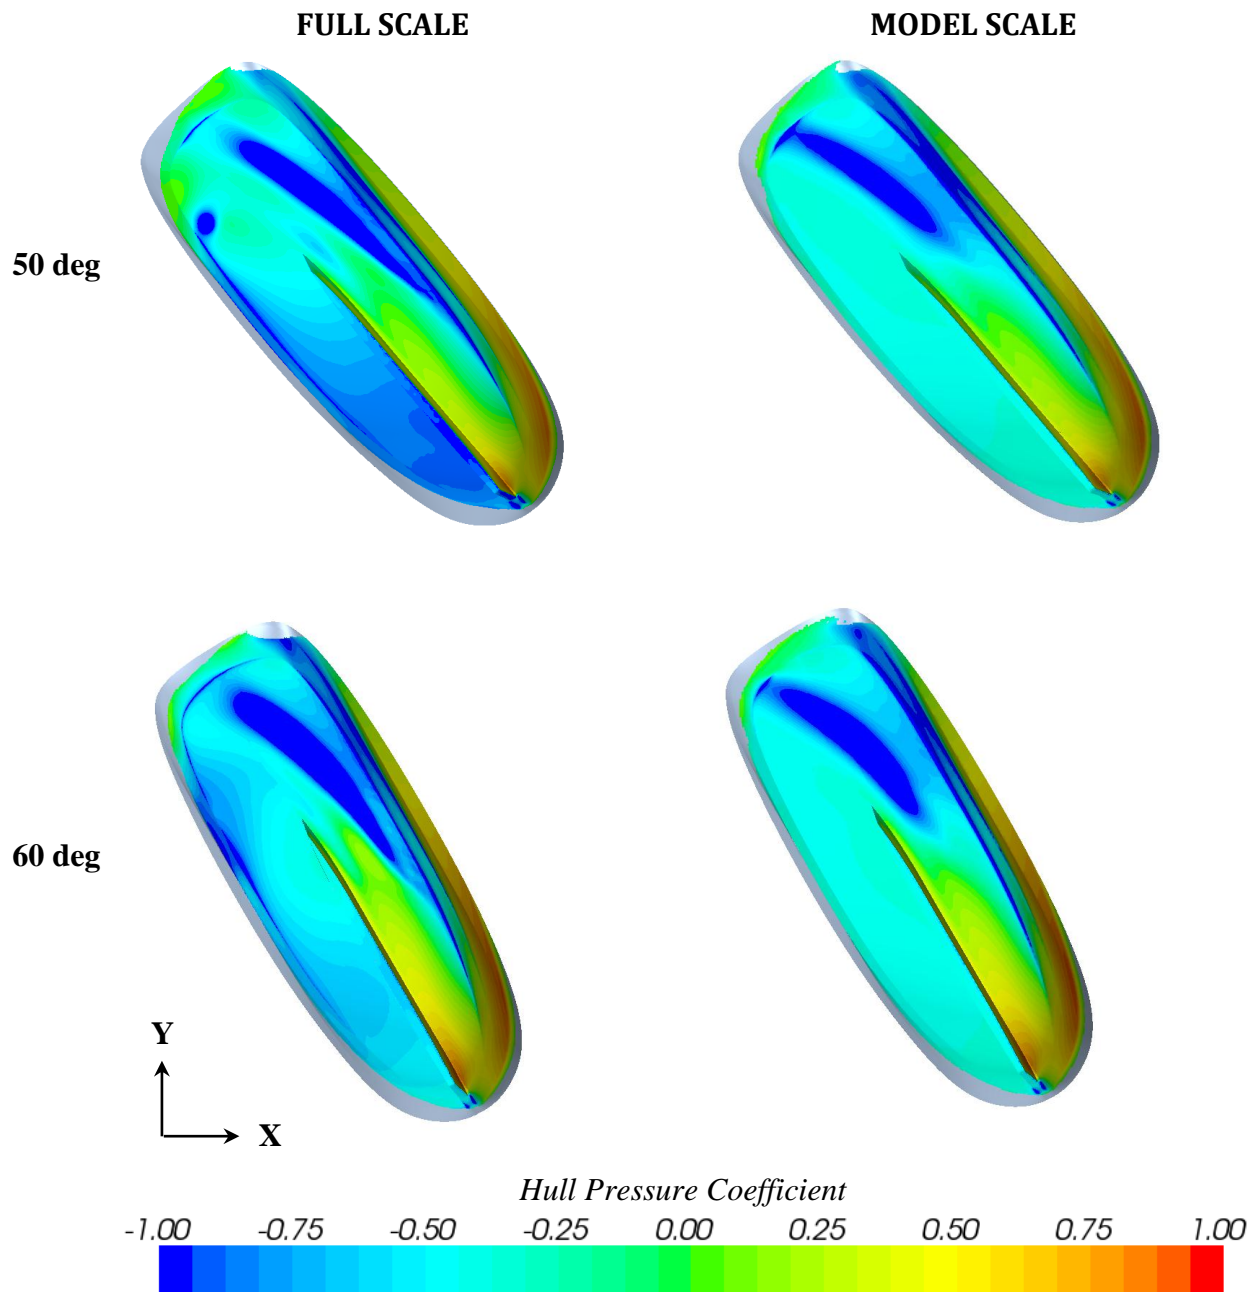 FULL SCALE
MODEL SCALE
50 deg
60 deg
Y
X
Hull Pressure Coefficient
-1.00 -0.75 -0.50 -0.25 0.00 0.25 0.50 0.75 1.00